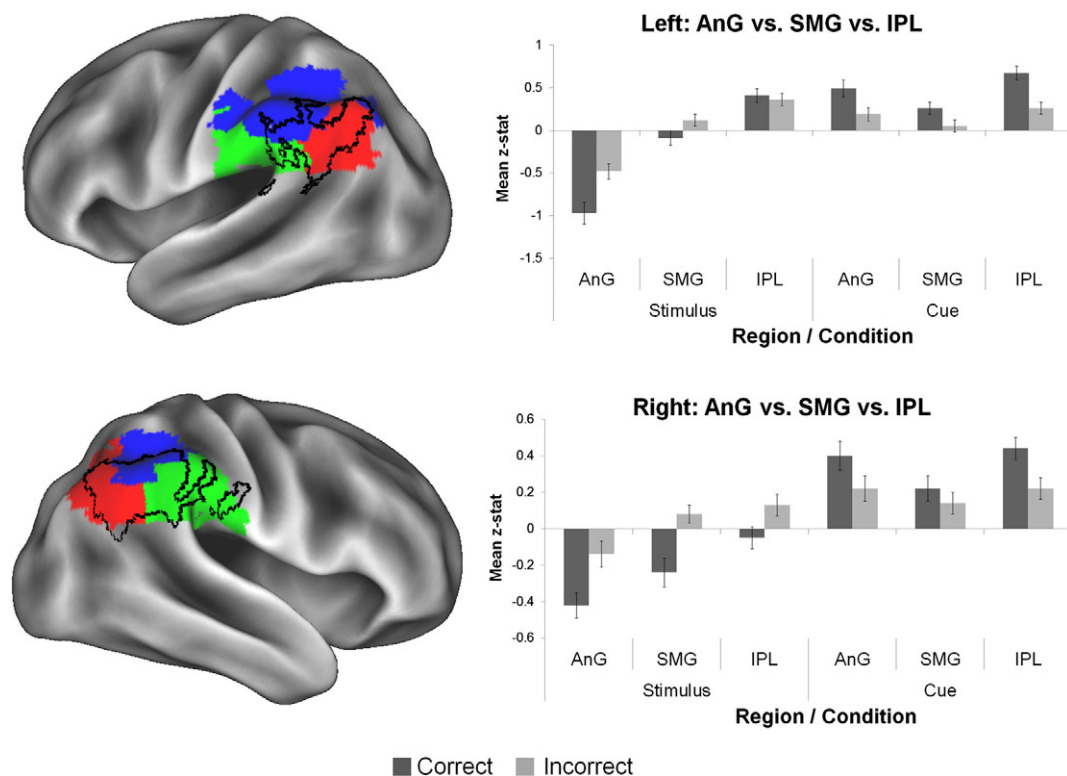 Left: AnG vs. SMG vs. IPL
Mean z-stat
1
0.5
0
-0.5
-1
-1.5
AnG SMG IPL AnG SMG IPL
Stimulus Cue
Region / Condition
Right: AnG vs. SMG vs. IPL
Mean z-stat
0.6
0.4
0.2
0
-0.2
-0.4
-0.6
AnG SMG IPL AnG SMG IPL
Stimulus Cue
Region / Condition
Correct Incorrect